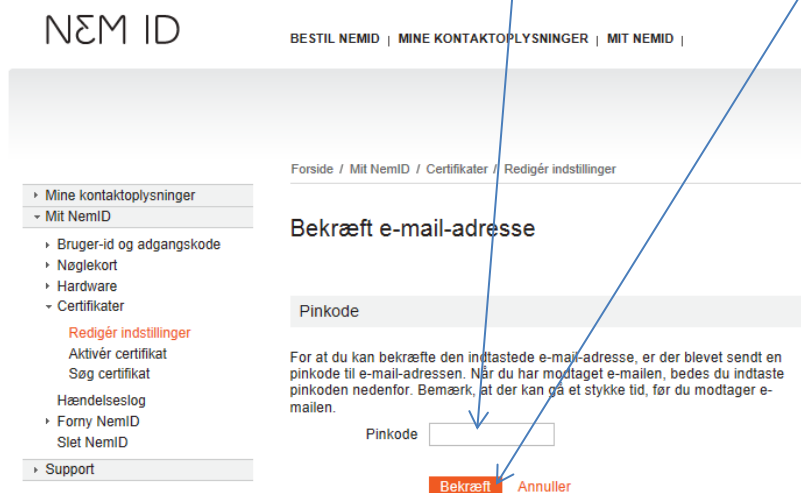 NEM ID
BESTIL NEMID | MINE KONTAKTOPLYSNINGER | MIT NEMID |
Forside / Mit NemID / Certifikater / Redigér indstillinger
Mine kontaktoplysninger
Mit NemID
Bruger-id og adgangskode
Nøglekort
Hardware
Certifikater
Redigér indstillinger
Aktivér certifikat
Søg certifikat
Hændelseslog
Forny NemID
Slet NemID
Support
Bekræft e-mail-adresse
Pinkode
For at du kan bekræfte den indtastede e-mail-adresse, er der blevet sendt en
pinkode til e-mail-adressen. Når du har modtaget e-mailen, bedes du indtaste
pinkoden nedenfor. Bemærk, at der kan gå et stykke tid, før du modtager e-
mailen.
Pinkode
Bekræft Annuller